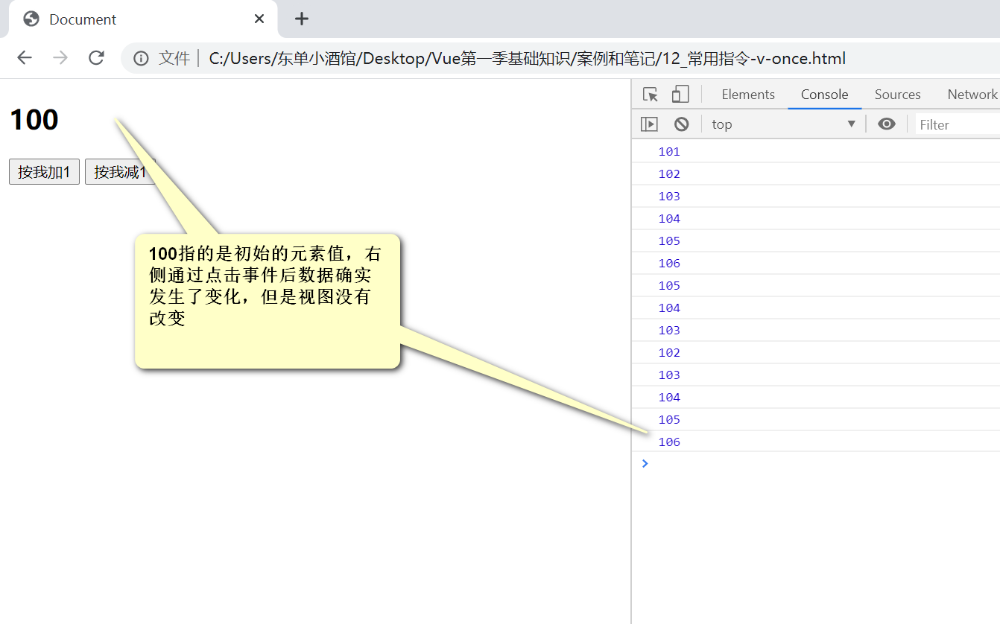 Document
文件 C:/Users/东单小酒馆/Desktop/Vue第一季基础知识/案例和笔记/12_常用指令-v-once.html
Elements Console Sources Network
top Filter
100
按我加1 按我减1
100指的是初始的元素值，右
侧通过点击事件后数据确实
发生了变化，但是视图没有
改变
101
102
103
104
105
106
105
104
103
102
103
104
105
106